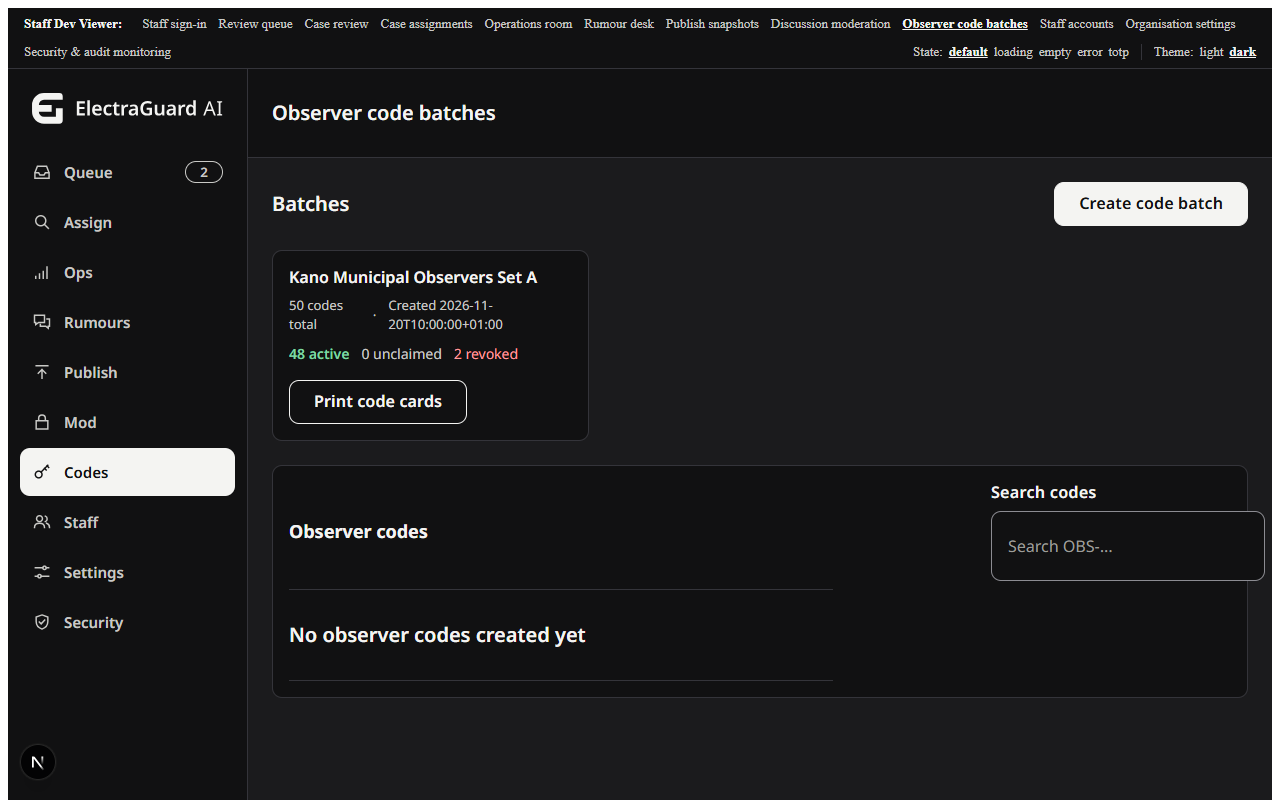 Staff Dev Viewer: Staff sign-in Review queue Case review Case assignments Operations room Rumour desk Publish snapshots Discussion moderation Observer code batches Staff accounts Organisation settings
Security & audit monitoring State: default loading empty error totp Theme: light dark
ElectraGuard AI
Observer code batches
Queue 2
Assign
Ops
Rumours
Publish
Mod
Codes
Staff
Settings
Security
N
Batches
Create code batch
Kano Municipal Observers Set A
50 codes total · Created 2026-11-20T10:00:00+01:00
48 active 0 unclaimed 2 revoked
Print code cards
Observer codes
Search codes
Search OBS-...
No observer codes created yet